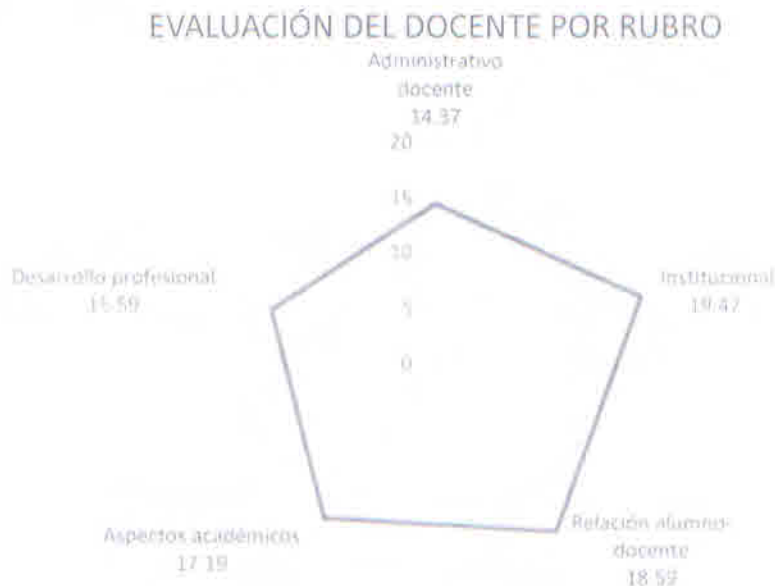 EVALUACIÓN DEL DOCENTE POR RUBRO
Administrativo
docente
14.37
20
15
10
5
0
Institucional
19.47
Desarrollo profesional
15.59
Aspectos académicos
17.19
Relación alumno-
docente
18.59